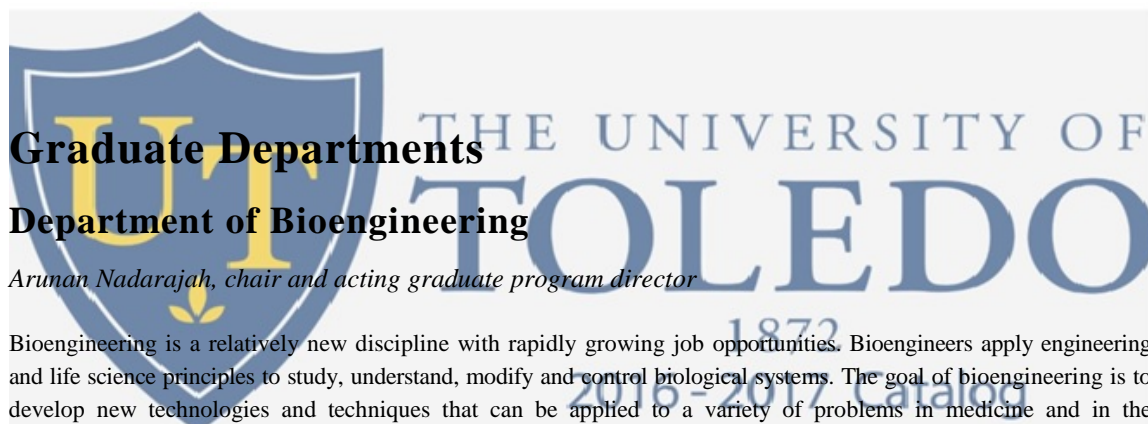 UT
THE UNIVERSITY OF
TOLEDO
1872
2016 - 2017 Catalog
Graduate Departments
Department of Bioengineering
Arunan Nadarajah, chair and acting graduate program director
Bioengineering is a relatively new discipline with rapidly growing job opportunities. Bioengineers apply engineering
and life science principles to study, understand, modify and control biological systems. The goal of bioengineering is to
develop new technologies and techniques that can be applied to a variety of problems in medicine and in the